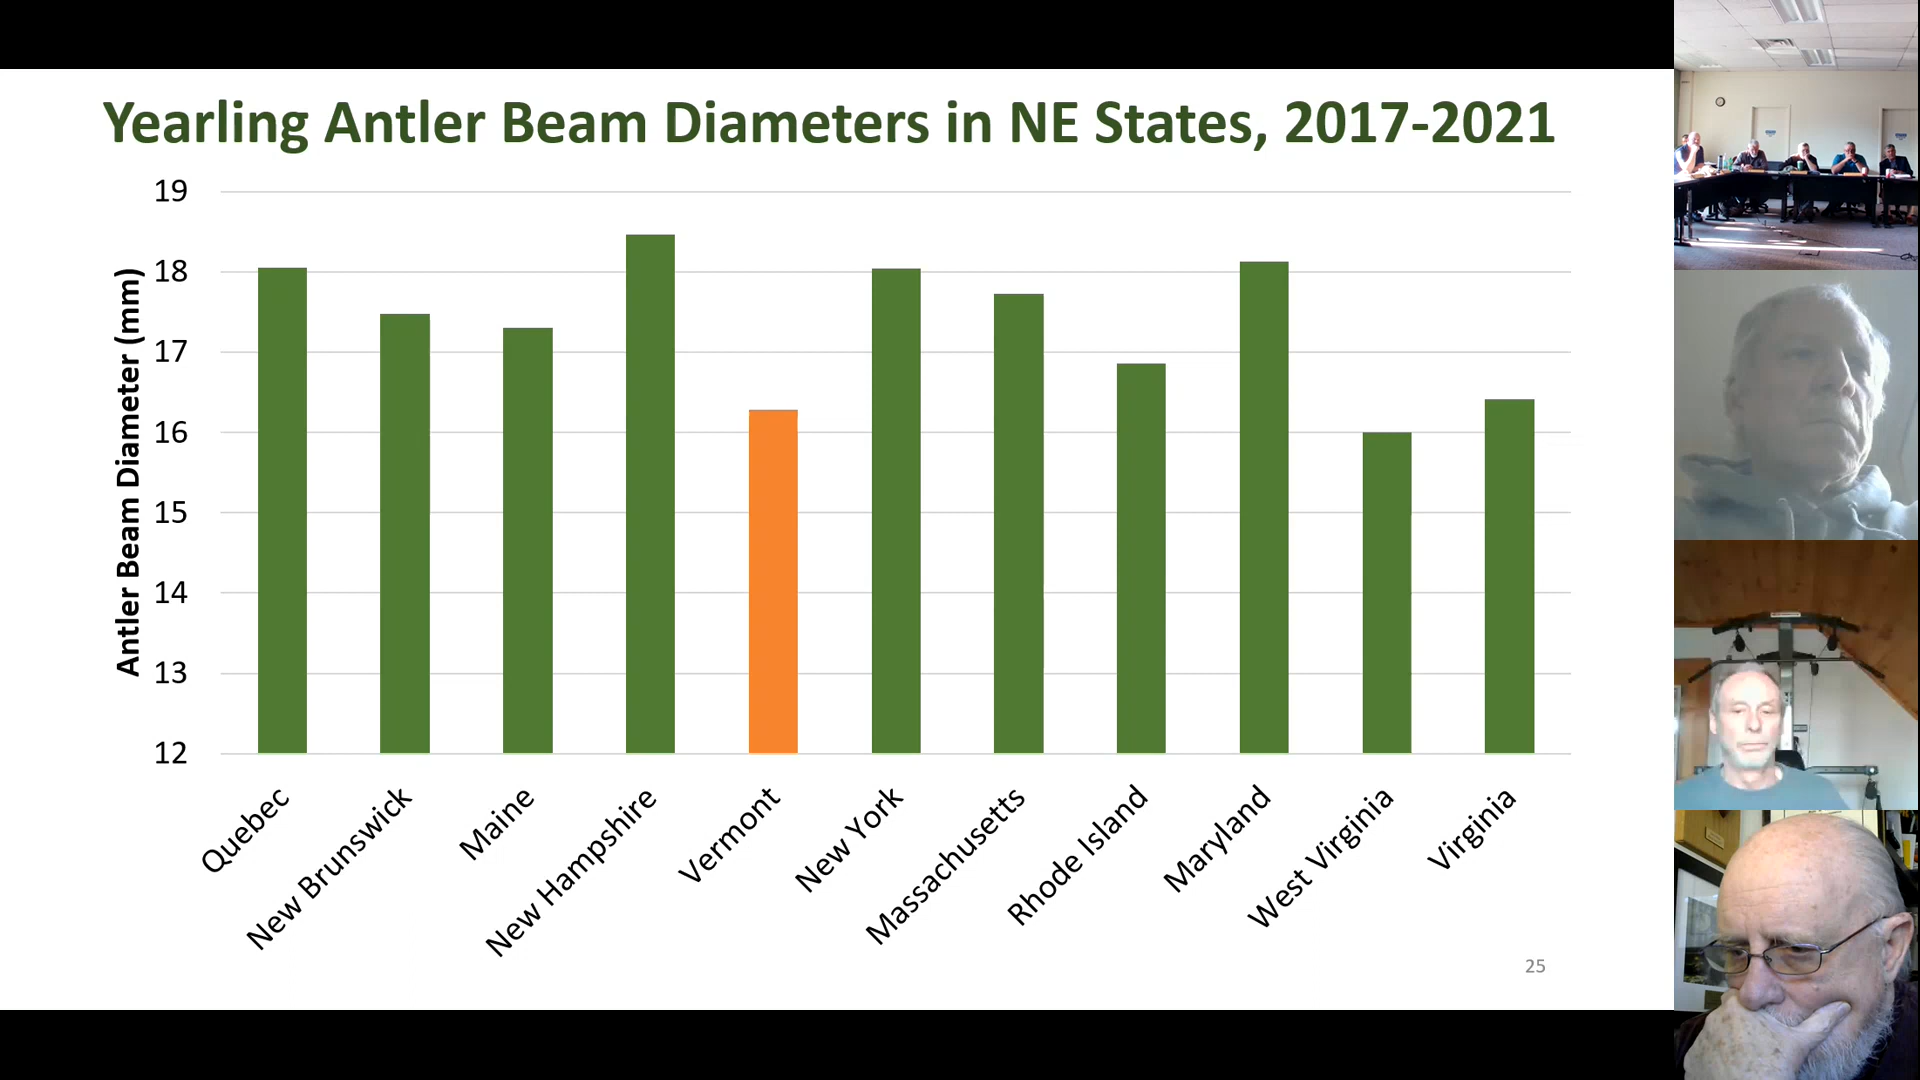 Yearling Antler Beam Diameters in NE States, 2017-2021
Antler Beam Diameter (mm)
19
18
17
16
15
14
13
12
Quebec
New Brunswick
Maine
New Hampshire
Vermont
New York
Massachusetts
Rhode Island
Maryland
West Virginia
Virginia
25